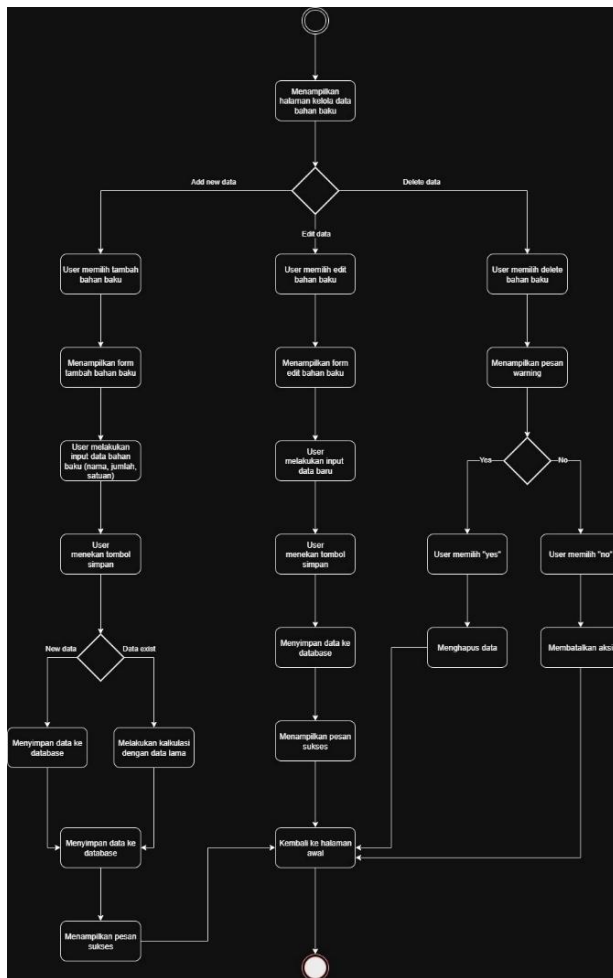 Menampilkan
halaman kelola data
bahan baku
Add new data
Delete data
Edit data
User memilih tambah
bahan baku
User memilih edit
bahan baku
User memilih delete
bahan baku
Menampilkan form
tambah bahan baku
Menampilkan form
edit bahan baku
Menampilkan pesan
warning
User melakukan
input data bahan
baku (nama, jumlah,
satuan)
User
melakukan input
data baru
Yes
No
User
menekan tombol
simpan
User
menekan tombol
simpan
User memilih "yes"
User memilih "no"
New data
Data exist
Menyimpan data ke
database
Menghapus data
Membatalkan aksi
Menyimpan data ke
database
Melakukan kalkulasi
dengan data lama
Menampilkan pesan
sukses
Menyimpan data ke
database
Kembali ke halaman
awal
Menampilkan pesan
sukses